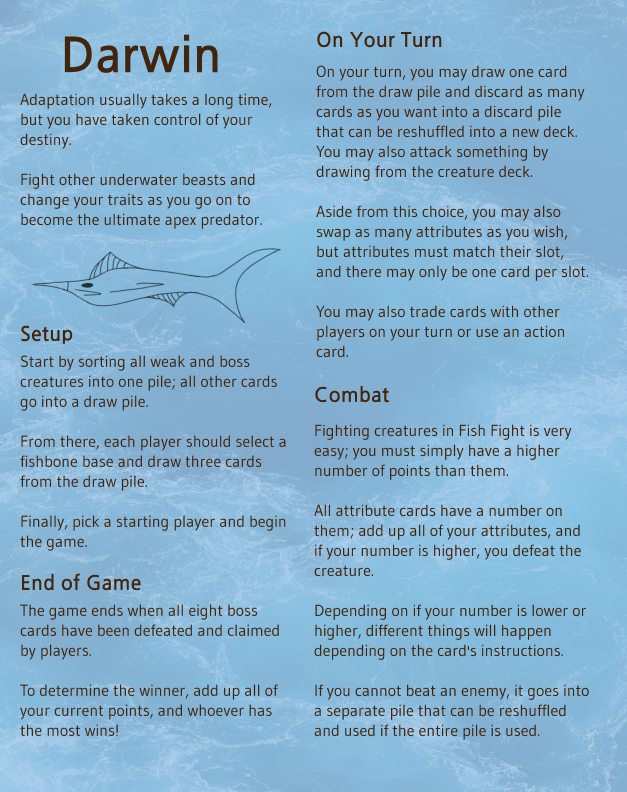 Darwin
Adaptation usually takes a long time,
but you have taken control of your
destiny.
Fight other underwater beasts and
change your traits as you go on to
become the ultimate apex predator.
Setup
Start by sorting all weak and boss
creatures into one pile; all other cards
go into a draw pile.
From there, each player should select a
fishbone base and draw three cards
from the draw pile.
Finally, pick a starting player and begin
the game.
End of Game
The game ends when all eight boss
cards have been defeated and claimed
by players.
To determine the winner, add up all of
your current points, and whoever has
the most wins!
On Your Turn
On your turn, you may draw one card
from the draw pile and discard as many
cards as you want into a discard pile
that can be reshuffled into a new deck.
You may also attack something by
drawing from the creature deck.
Aside from this choice, you may also
swap as many attributes as you wish,
but attributes must match their slot,
and there may only be one card per slot.
You may also trade cards with other
players on your turn or use an action
card.
Combat
Fighting creatures in Fish Fight is very
easy; you must simply have a higher
number of points than them.
All attribute cards have a number on
them; add up all of your attributes, and
if your number is higher, you defeat the
creature.
Depending on if your number is lower or
higher, different things will happen
depending on the card's instructions.
If you cannot beat an enemy, it goes into
a separate pile that can be reshuffled
and used if the entire pile is used.